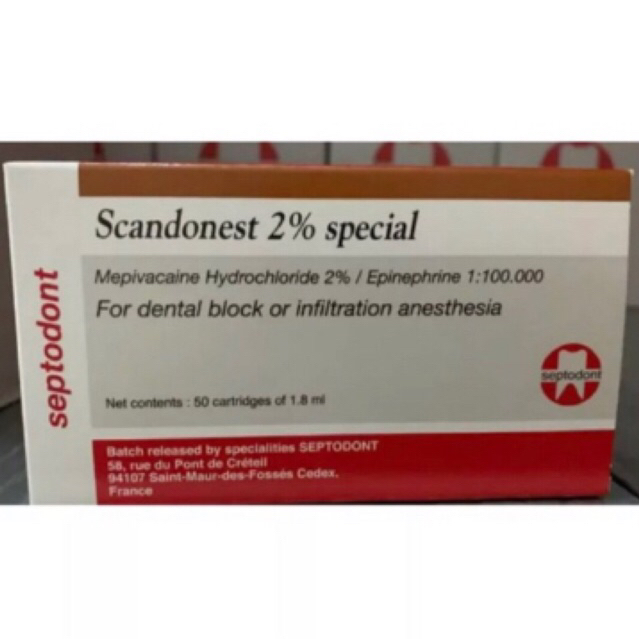 septodont
Scandonest 2% special
Mepivacaine Hydrochloride 2% / Epinephrine 1:100.000
For dental block or infiltration anesthesia
septodont
Net contents : 50 cartridges of 1.8 ml
Batch released by specialities SEPTODONT
58, rue du Pont de Créteil
94107 Saint-Maur-des-Fossés Cedex.
France